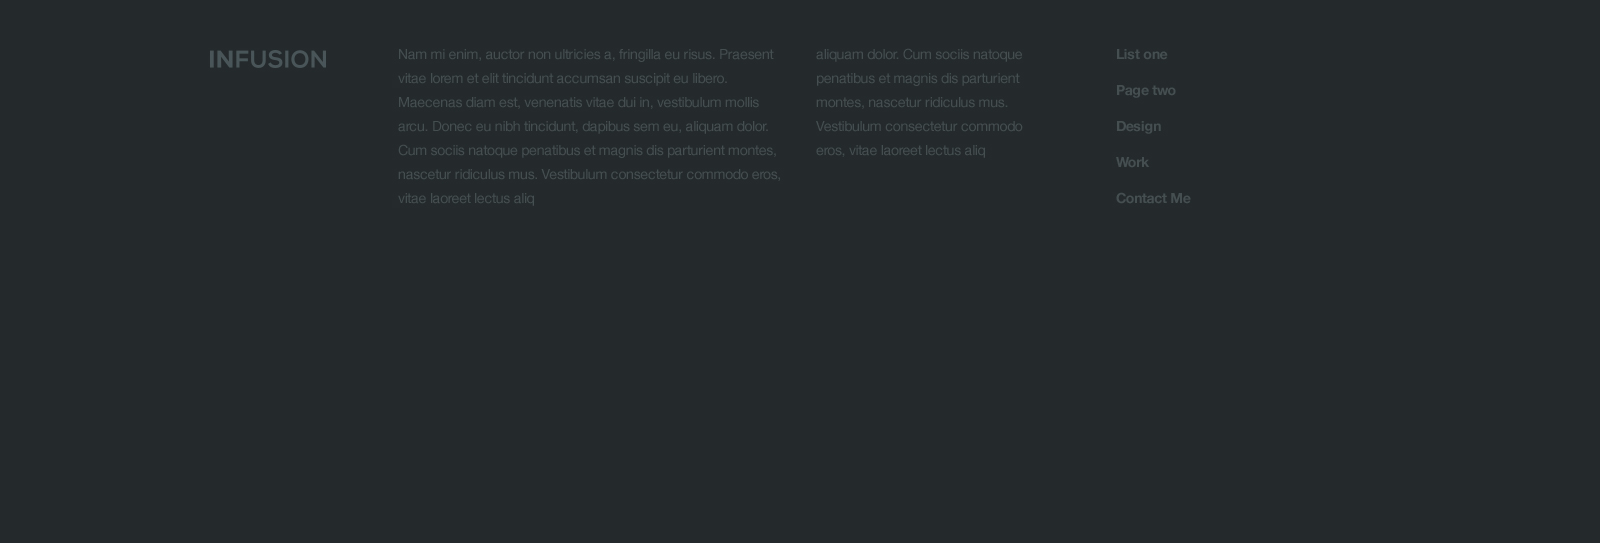 INFUSION
Nam mi enim, auctor non ultricies a, fringilla eu risus. Praesent
vitae lorem et elit tincidunt accumsan suscipit eu libero.
Maecenas diam est, venenatis vitae dui in, vestibulum mollis
arcu. Donec eu nibh tincidunt, dapibus sem eu, aliquam dolor.
Cum sociis natoque penatibus et magnis dis parturient montes,
nascetur ridiculus mus. Vestibulum consectetur commodo eros,
vitae laoreet lectus aliq
aliquam dolor. Cum sociis natoque
penatibus et magnis dis parturient
montes, nascetur ridiculus mus.
Vestibulum consectetur commodo
eros, vitae laoreet lectus aliq
List one
Page two
Design
Work
Contact Me